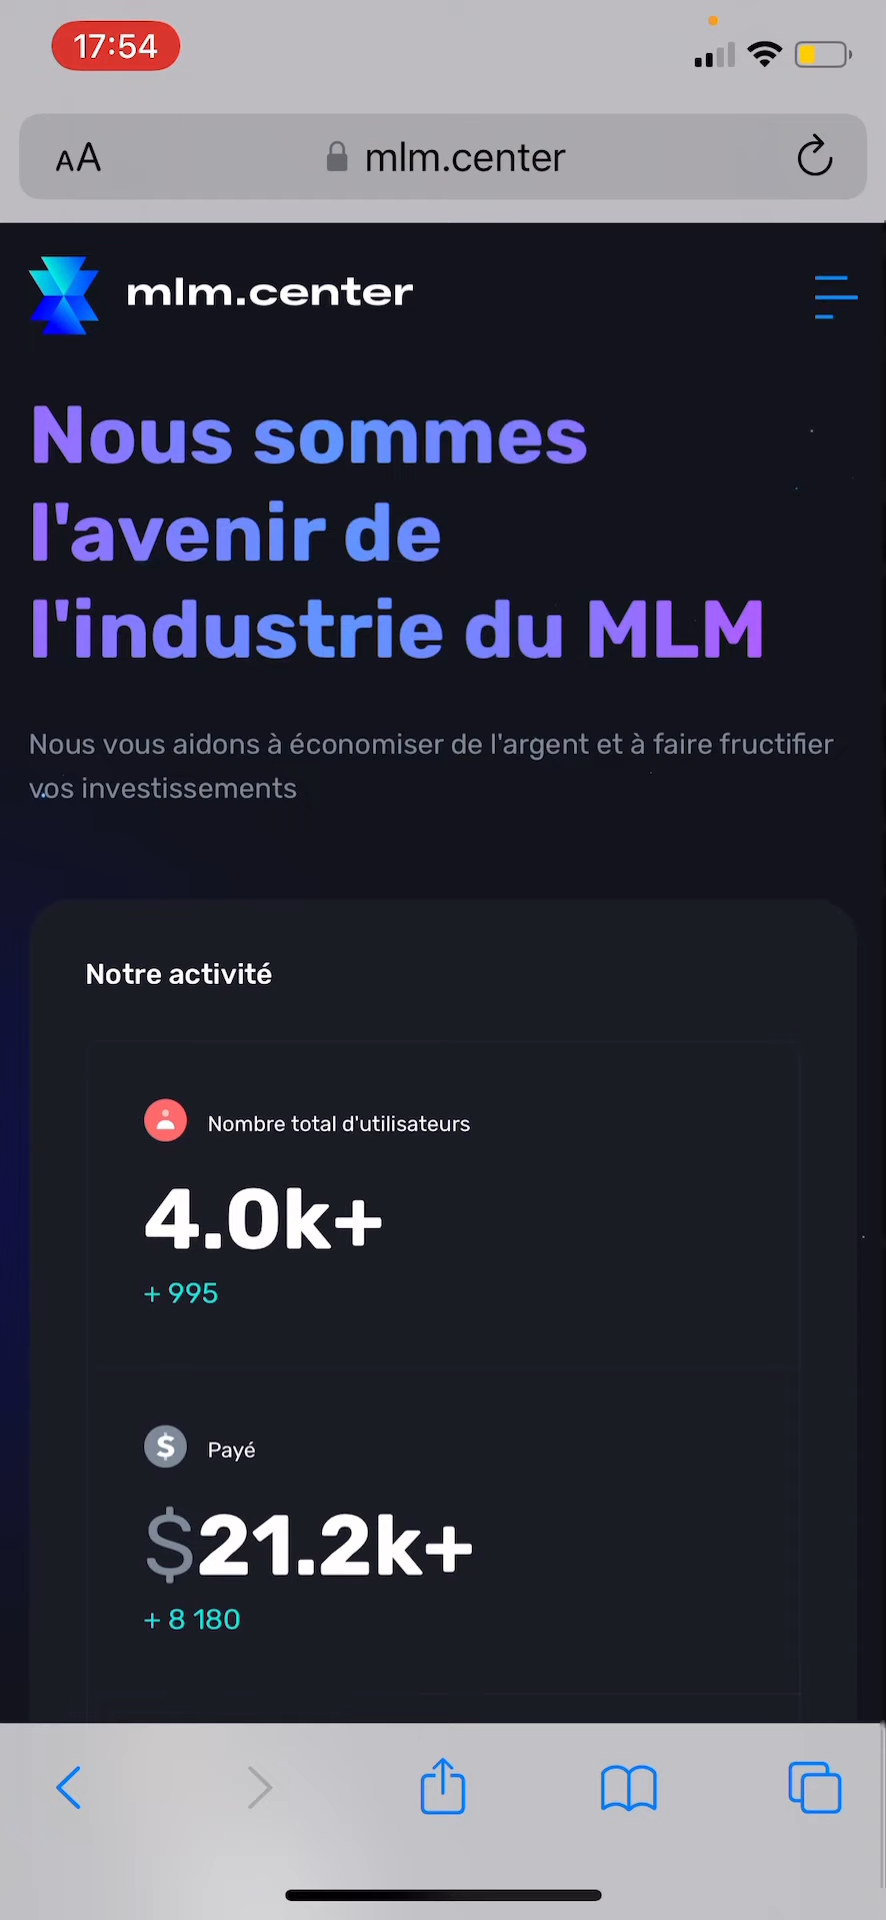 17:54
AA
mlm.center
mlm.center
Nous sommes
l'avenir de
l'industrie du MLM
Nous vous aidons à économiser de l'argent et à faire fructifier
vos investissements
Notre activité
Nombre total d'utilisateurs
4.0k+
+ 995
$
Payé
$21.2k+
+ 8 180